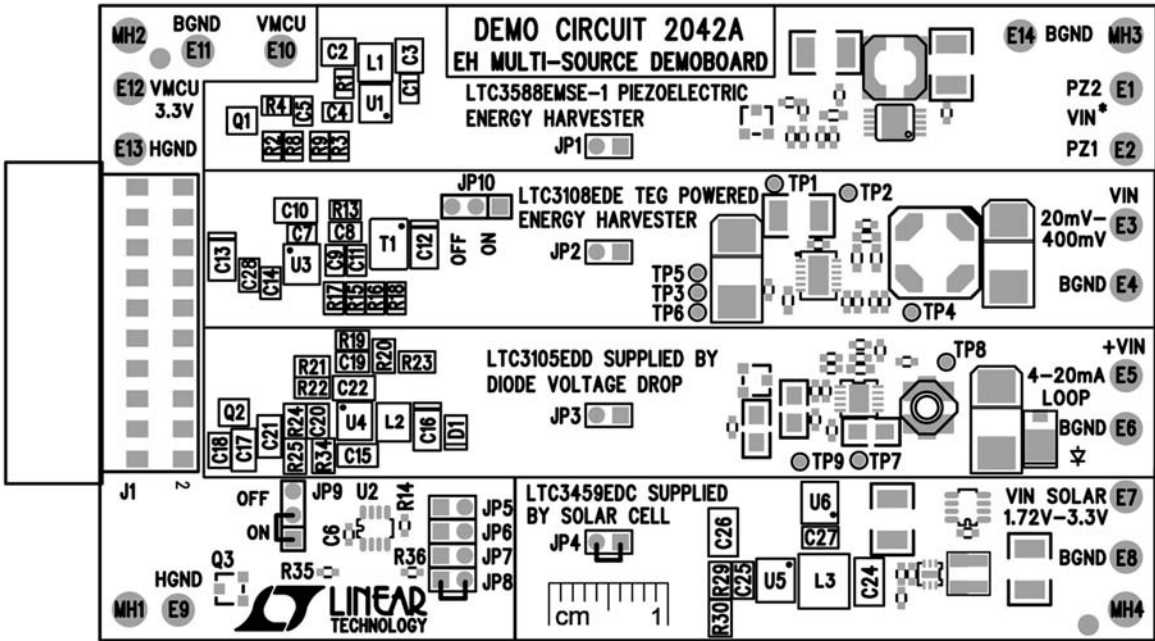 DEMO CIRCUIT 2042A
EH MULTI-SOURCE DEMOBOARD
MH2
BGND
E11
VMCU
E10
E12
VMCU
3.3V
E13
HGND
C2
L1
C3
R1
U1
C1
R4
C5
C4
Q1
R2
R8
R9
R3
LTC3588EMSE-1 PIEZOELECTRIC
ENERGY HARVESTER
JP1
E14
BGND
MH3
PZ2
E1
VIN*
PZ1
E2
JP10
OFF
ON
LTC3108EDE TEG POWERED
ENERGY HARVESTER
JP2
C10
R13
C7
C8
T1
C12
C13
C28
C14
U3
C9
C11
R17
R15
R16
R18
TP1
TP2
TP5
TP3
TP6
TP4
VIN
20mV-
400mV
E3
BGND
E4
LTC3105EDD SUPPLIED BY
DIODE VOLTAGE DROP
JP3
R19
C19
R20
R23
R21
R22
C22
Q2
R24
C20
U4
L2
C16
D1
C18
C17
C21
R25
R34
C15
TP8
TP9
TP7
+VIN
E5
4-20mA
LOOP
BGND
E6
J1
2
OFF
ON
JP9
U2
R14
C6
JP5
JP6
JP7
JP8
R36
R35
Q3
HGND
MH1
E9
LINEAR
TECHNOLOGY
LTC3459EDC SUPPLIED
BY SOLAR CELL
JP4
cm
1
C26
U6
C27
R29
C25
R30
U5
L3
C24
VIN SOLAR
1.72V-3.3V
E7
BGND
E8
MH4